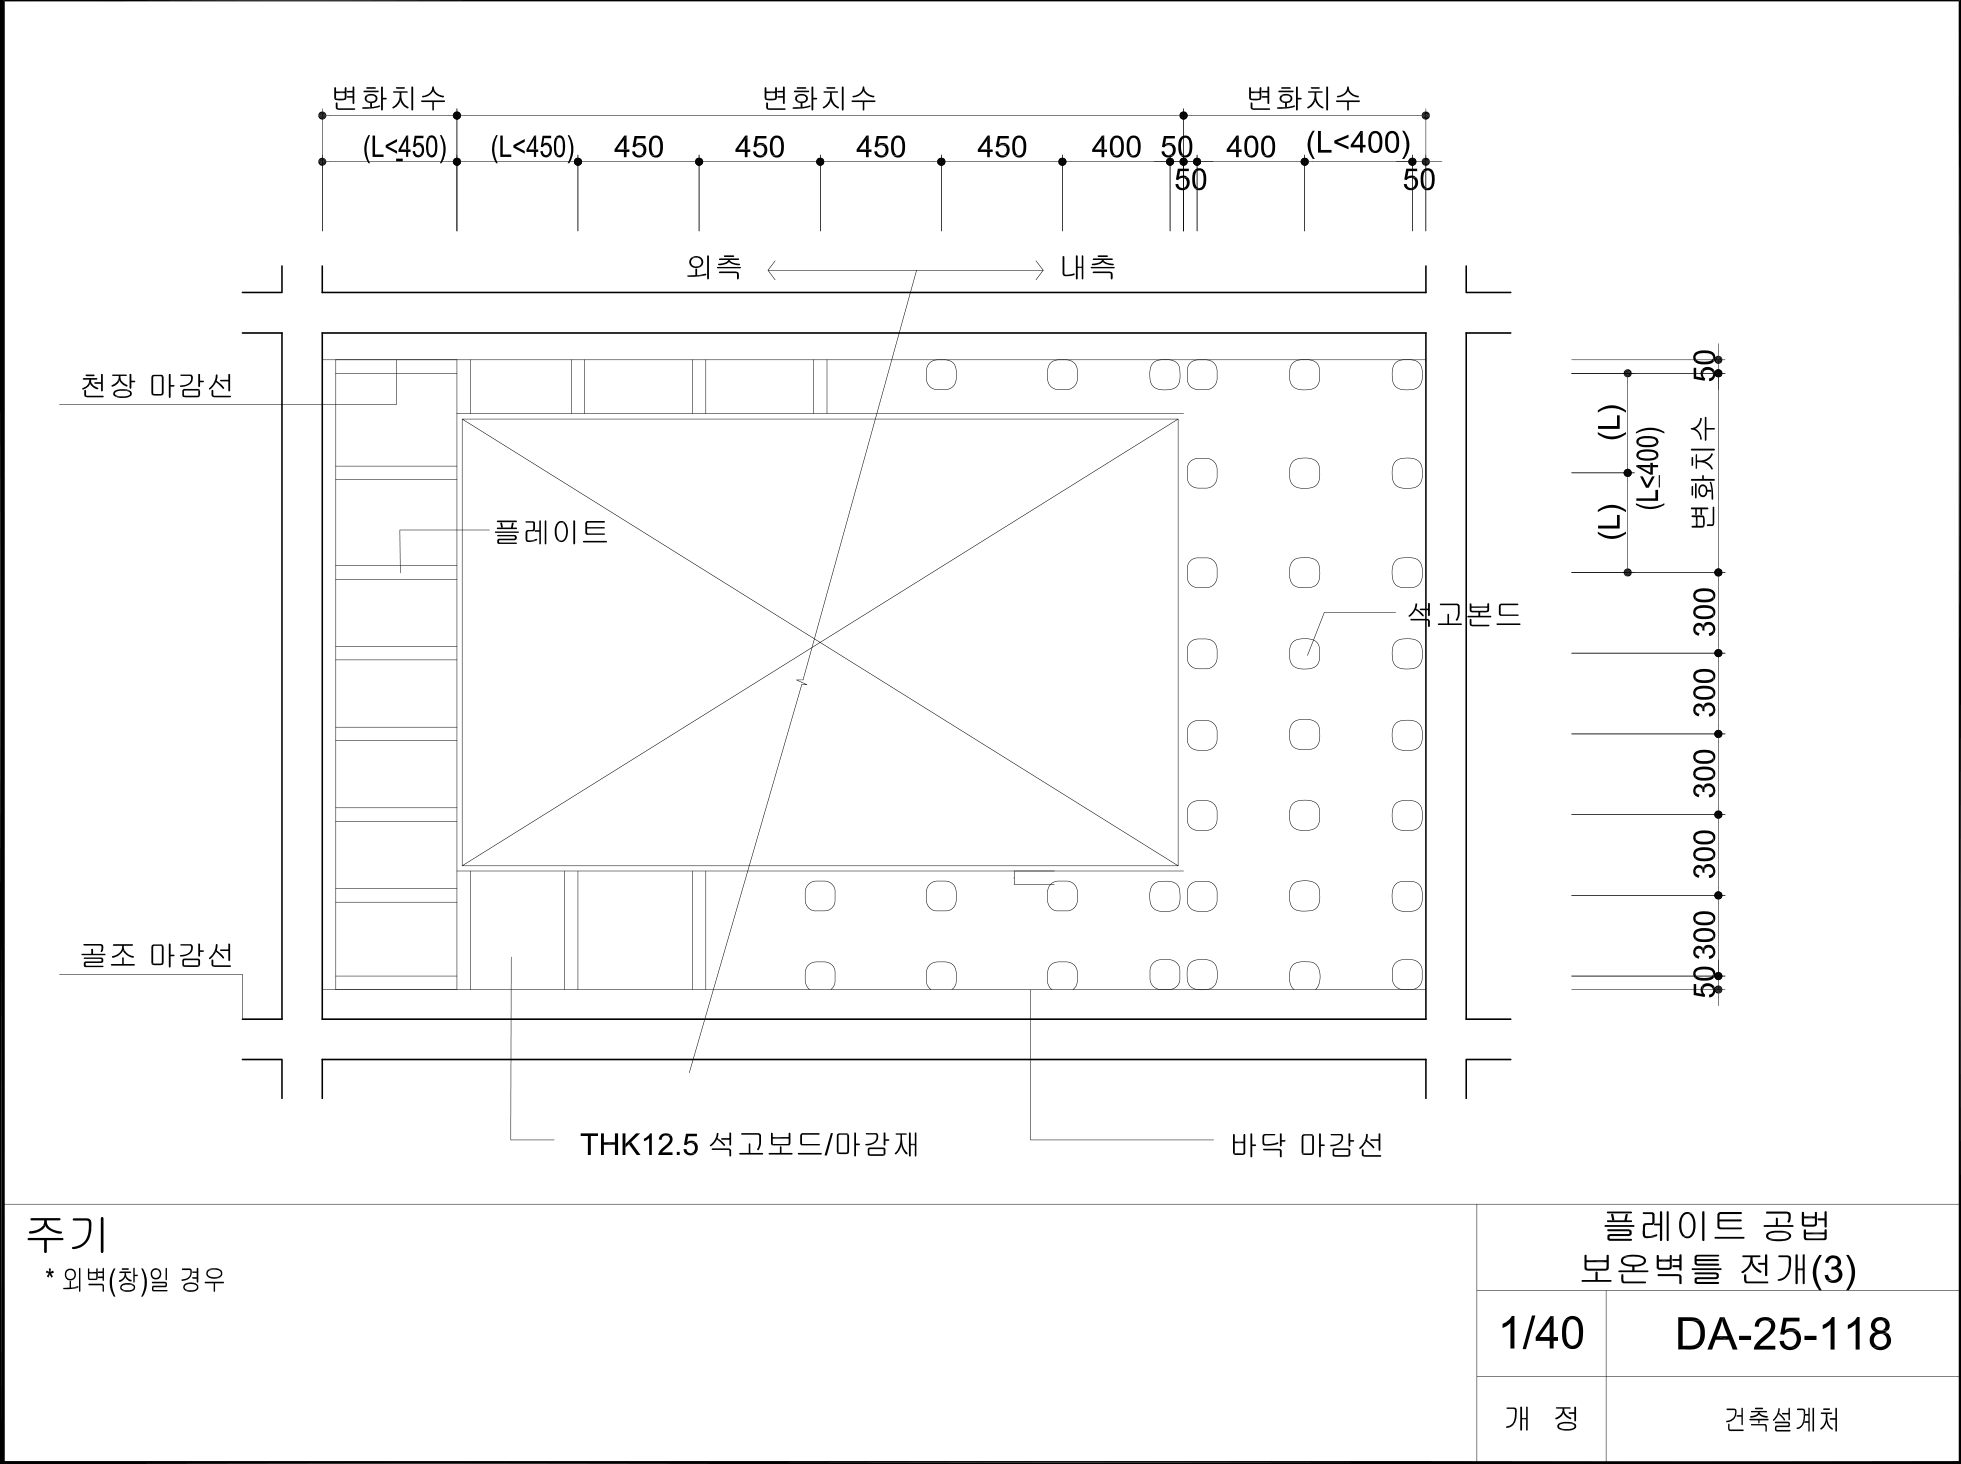 변화치수 변화치수 변화치수
(L<450) (L<450) 450 450 450 450 400 50 400 (L<400)
50 50
외측 내측
천장 마감선
50
(L)
(L≤400)
변화치수
(L)
플레이트
석고본드
300
300
300
300
300
50
골조 마감선
THK12.5 석고보드/마감재
바닥 마감선
주기
* 외벽(창)일 경우
플레이트 공법
보온벽틀 전개(3)
1/40 DA-25-118
개 정 건축설계처